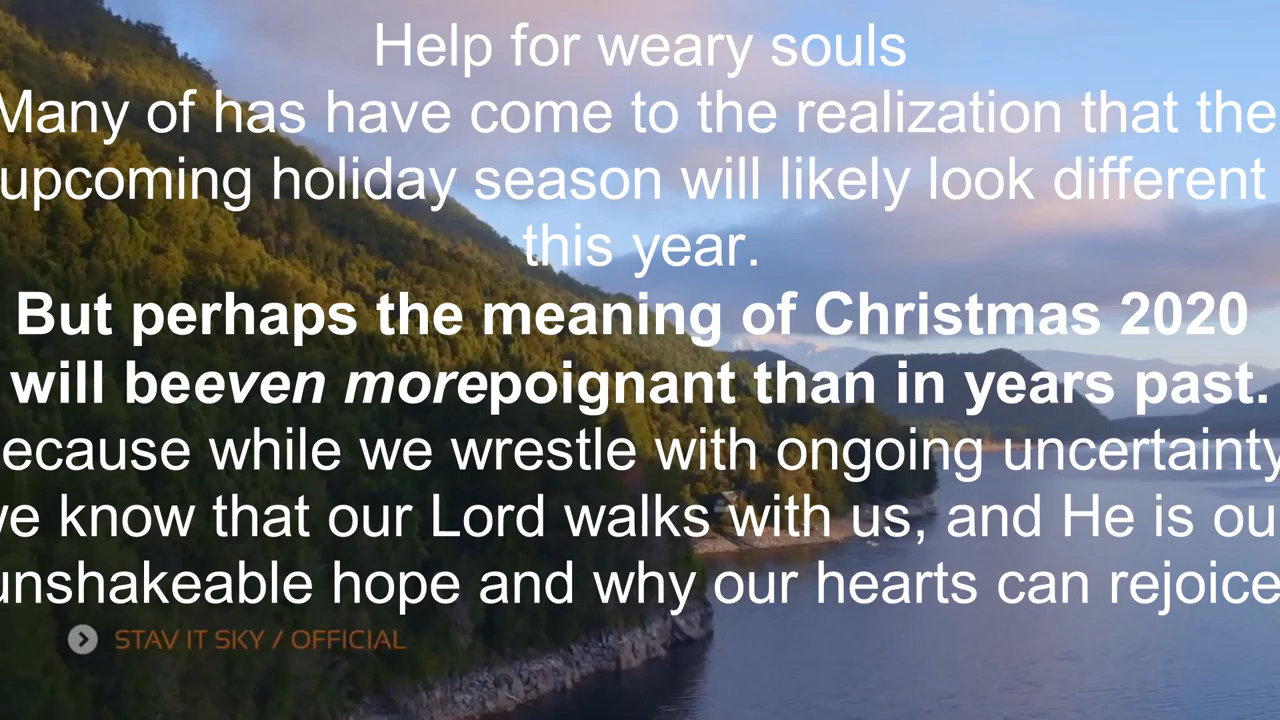 Help for weary souls
Many of has have come to the realization that the
upcoming holiday season will likely look different
this year.
But perhaps the meaning of Christmas 2020
will beeven morepoignant than in years past.
ecause while we wrestle with ongoing uncertainty
we know that our Lord walks with us, and He is ou
unshakeable hope and why our hearts can rejoice
STAV IT SKY / OFFICIAL